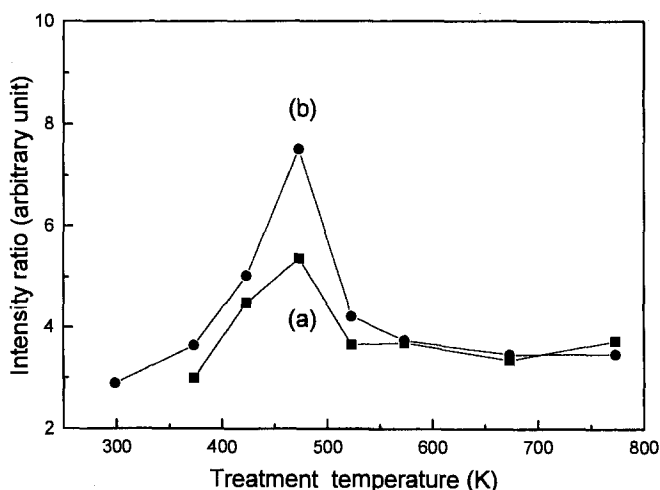 Intensity ratio (arbitrary unit)
10
8
6
4
2
(b)
(a)
300 400 500 600 700 800
Treatment temperature (K)